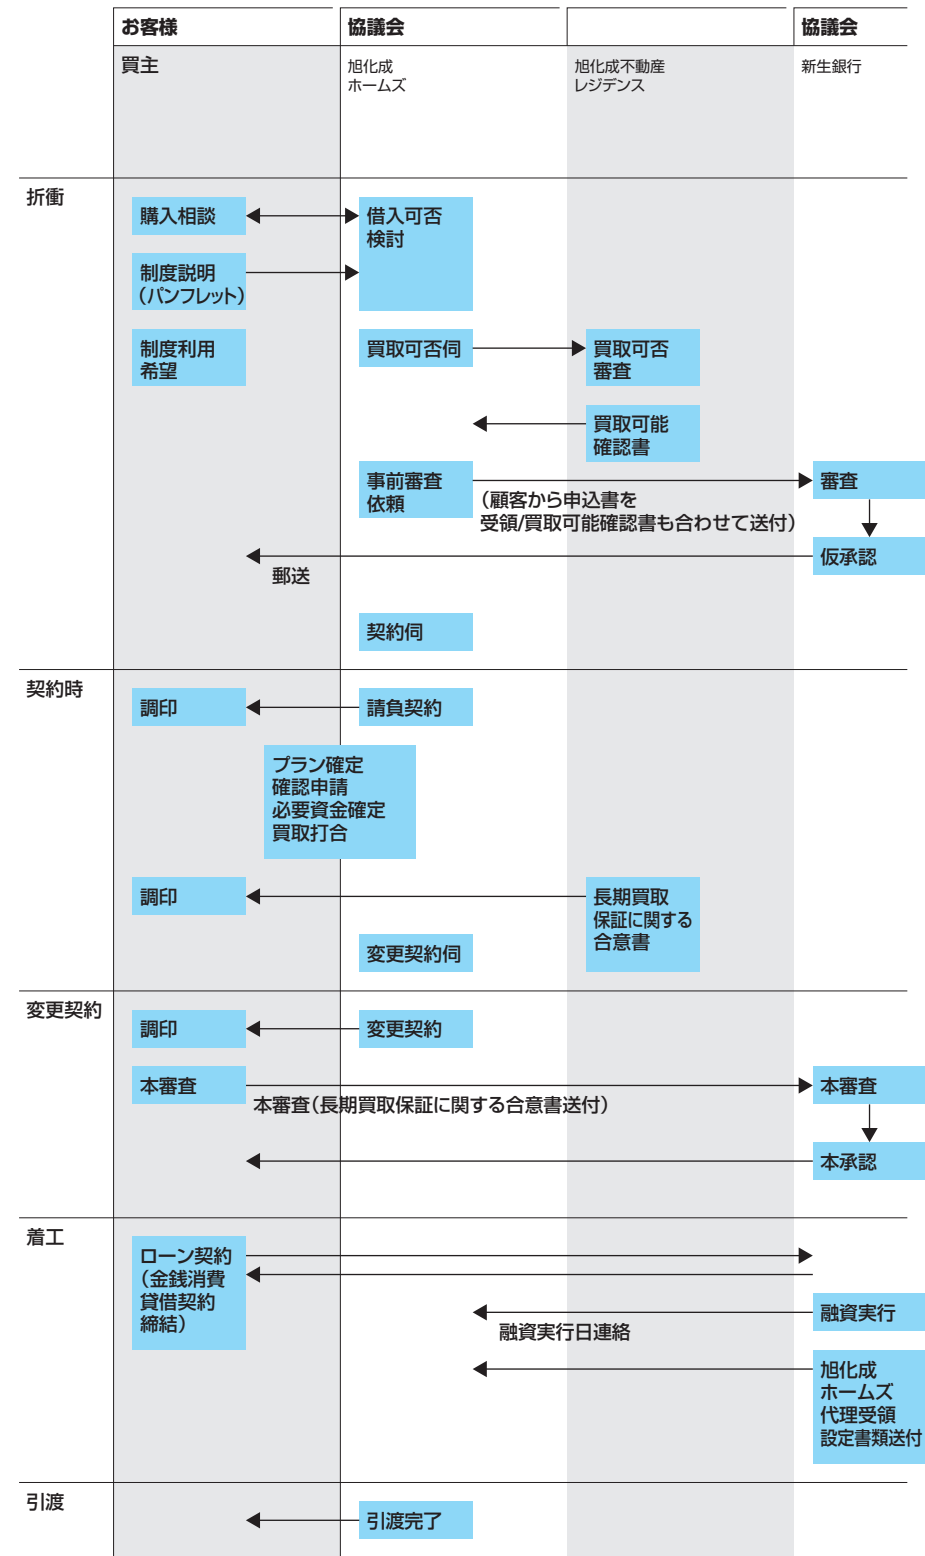 お客様
協議会
協議会
買主
旭化成
ホームズ
旭化成不動産
レジデンス
新生銀行
折衝
購入相談
借入可否
検討
制度説明
（パンフレット）
制度利用
希望
買取可否伺
買取可否
審査
買取可能
確認書
事前審査
依頼
（顧客から申込書を
受領/買取可能確認書も合わせて送付）
審査
仮承認
郵送
契約伺
契約時
調印
請負契約
プラン確定
確認申請
必要資金確定
買取打合
調印
長期買取
保証に関する
合意書
変更契約伺
変更契約
調印
変更契約
本審査
本審査（長期買取保証に関する合意書送付）
本審査
本承認
着工
ローン契約
（金銭消費
貸借契約
締結）
融資実行
融資実行日連絡
旭化成
ホームズ
代理受領
設定書類送付
引渡
引渡完了